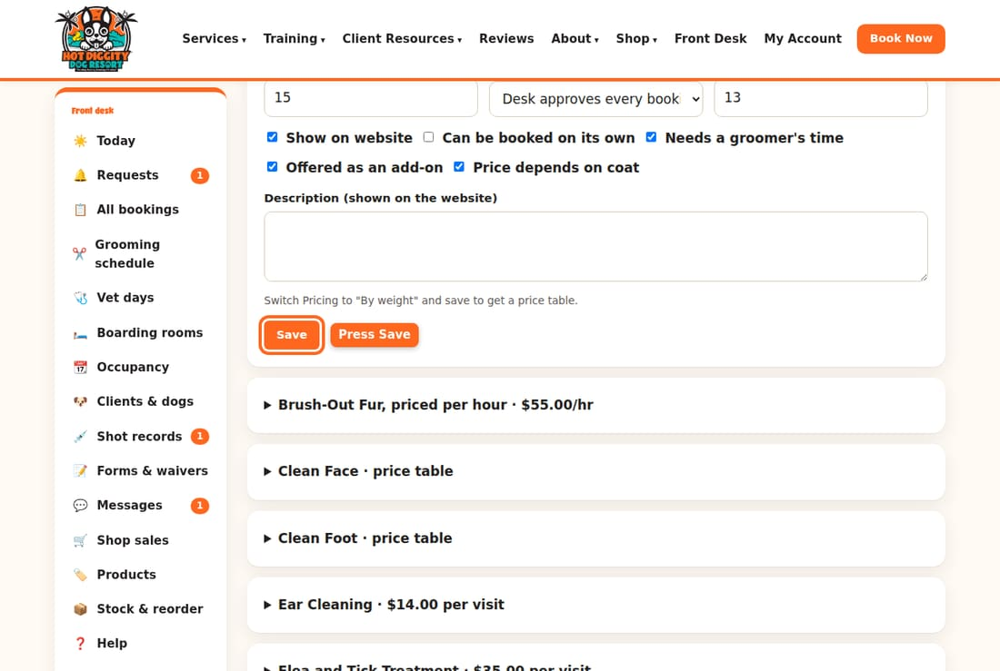 HOT DIGGITY
DOG RESORT
Services ▾ Training ▾ Client Resources ▾ Reviews About ▾ Shop ▾ Front Desk My Account Book Now
Front desk
Today
Requests 1
All bookings
Grooming
schedule
Vet days
Boarding rooms
Occupancy
Clients & dogs
Shot records 1
Forms & waivers
Messages 1
Shop sales
Products
Stock & reorder
Help
15 Desk approves every book 13
Show on website Can be booked on its own Needs a groomer's time
Offered as an add-on Price depends on coat
Description (shown on the website)
Switch Pricing to "By weight" and save to get a price table.
Save Press Save
Brush-Out Fur, priced per hour · $55.00/hr
Clean Face · price table
Clean Foot · price table
Ear Cleaning · $14.00 per visit
Flea and Tick Treatment · $35.00 per visit